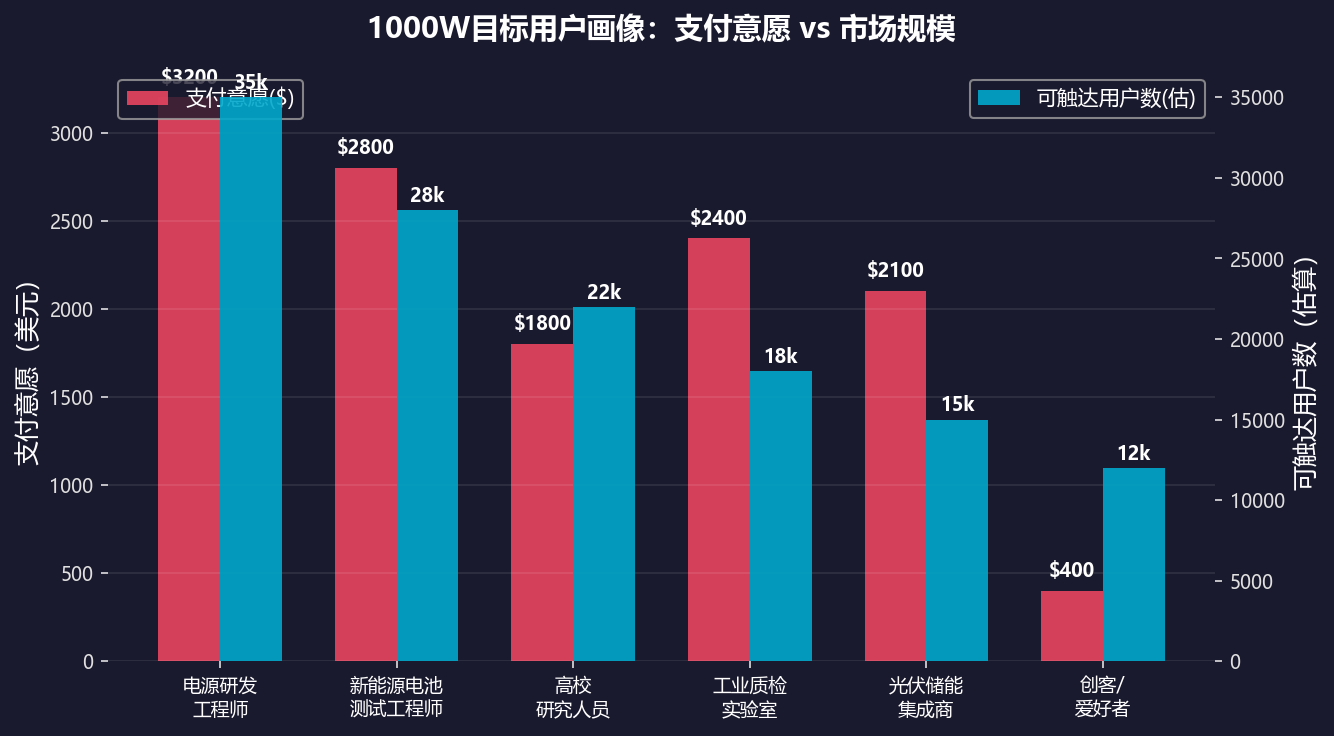 1000W目标用户画像：支付意愿 vs 市场规模
支付意愿($)
可触达用户数(估)
支付意愿（美元）
3000
2500
2000
1500
1000
500
0
$3200
35k
$2800
28k
$1800
22k
$2400
18k
$2100
15k
$400
12k
35000
30000
25000
20000
15000
10000
5000
0
可触达用户数（估算）
电源研发
工程师
新能源电池
测试工程师
高校
研究人员
工业质检
实验室
光伏储能
集成商
创客/
爱好者